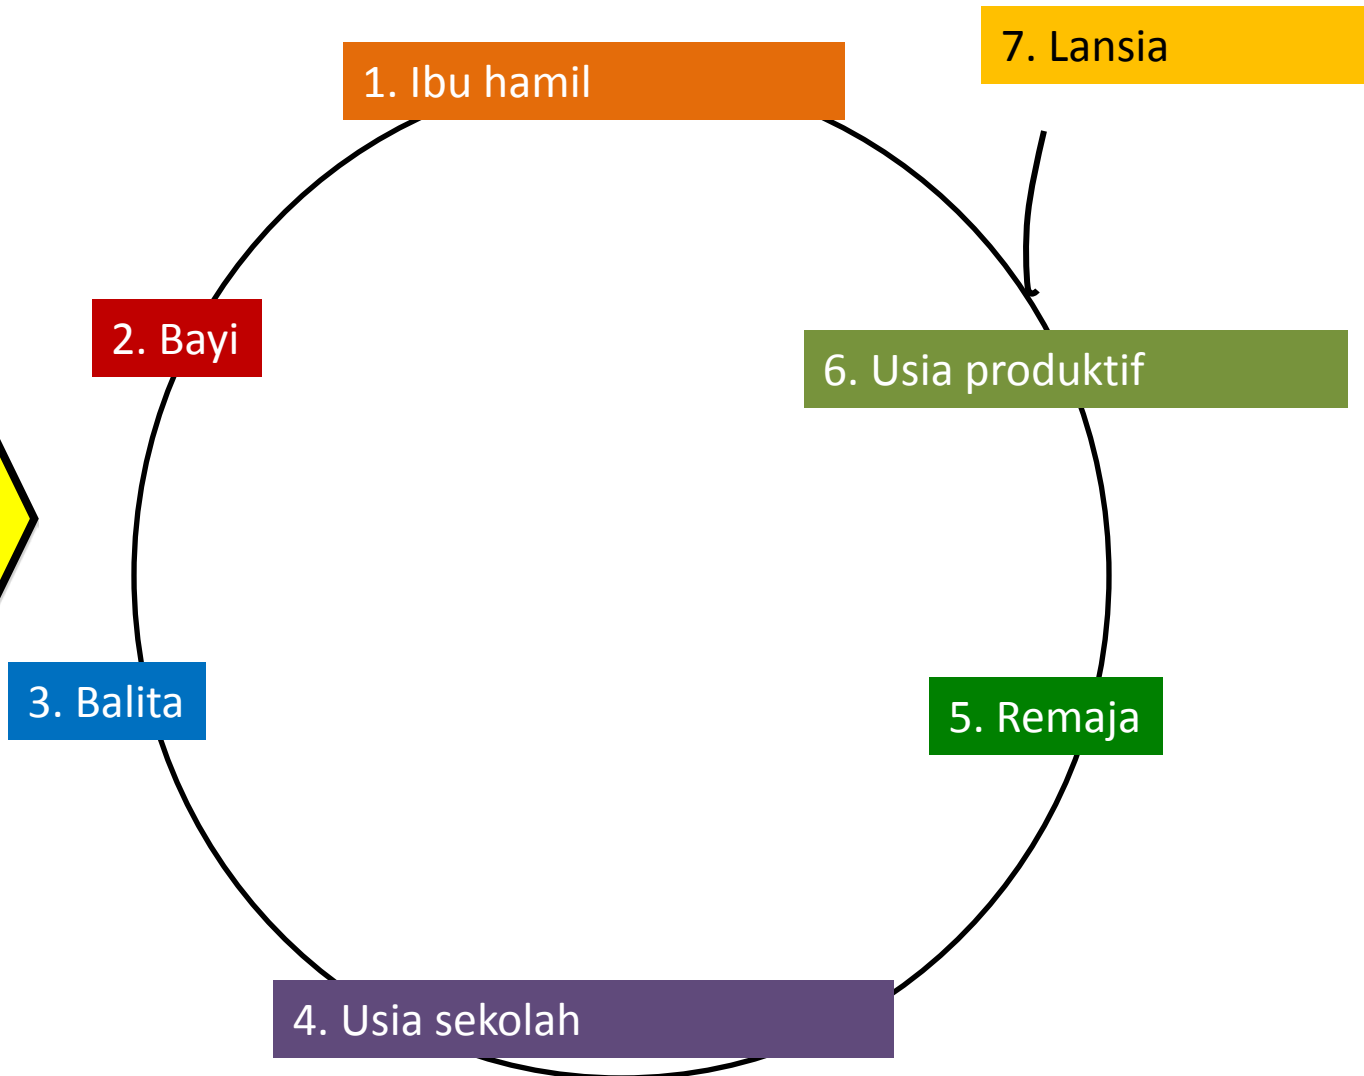 1. Ibu hamil
2. Bayi
3. Balita
4. Usia sekolah
5. Remaja
6. Usia produktif
7. Lansia